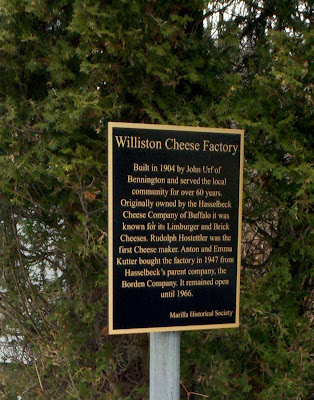 Williston Cheese Factory
Built in 1904 by John Urf of
Bennington and served the local
community for over 60 years.
Originally owned by the Hasselbeck
Cheese Company of Buffalo it was
known for its Limburger and Brick
Cheeses. Rudolph Hostettler was the
first Cheese maker. Anton and Emma
Kutter bought the factory in 1947 from
Hasselbeck's parent company, the
Borden Company. It remained open
until 1966.
Marilla Historical Society